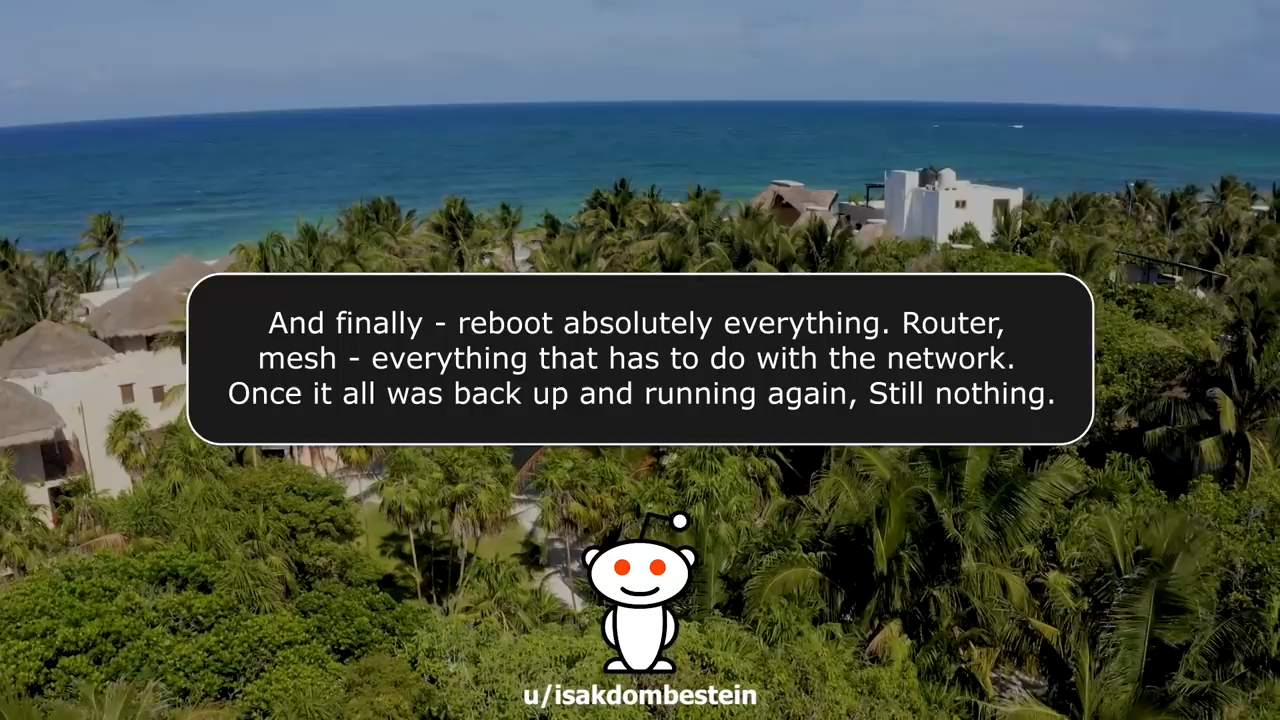 And finally - reboot absolutely everything. Router,
mesh - everything that has to do with the network.
Once it all was back up and running again, Still nothing.
u/isakdombestein